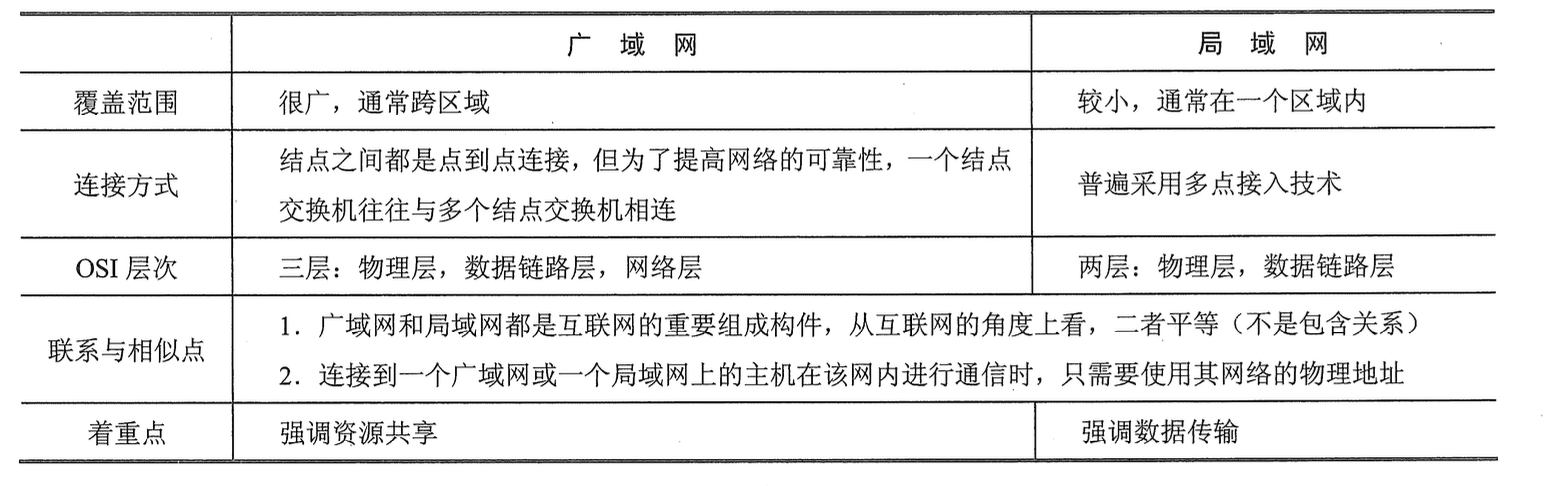 广 域 网
局 域 网
覆盖范围
很广，通常跨区域
较小，通常在一个区域内
连接方式
结点之间都是点到点连接，但为了提高网络的可靠性，一个结点
交换机往往与多个结点交换机相连
普遍采用多点接入技术
OSI 层次
三层：物理层，数据链路层，网络层
两层：物理层，数据链路层
联系与相似点
1．广域网和局域网都是互联网的重要组成构件，从互联网的角度上看，二者平等（不是包含关系）
2．连接到一个广域网或一个局域网上的主机在该网内进行通信时，只需要使用其网络的物理地址
着重点
强调资源共享
强调数据传输